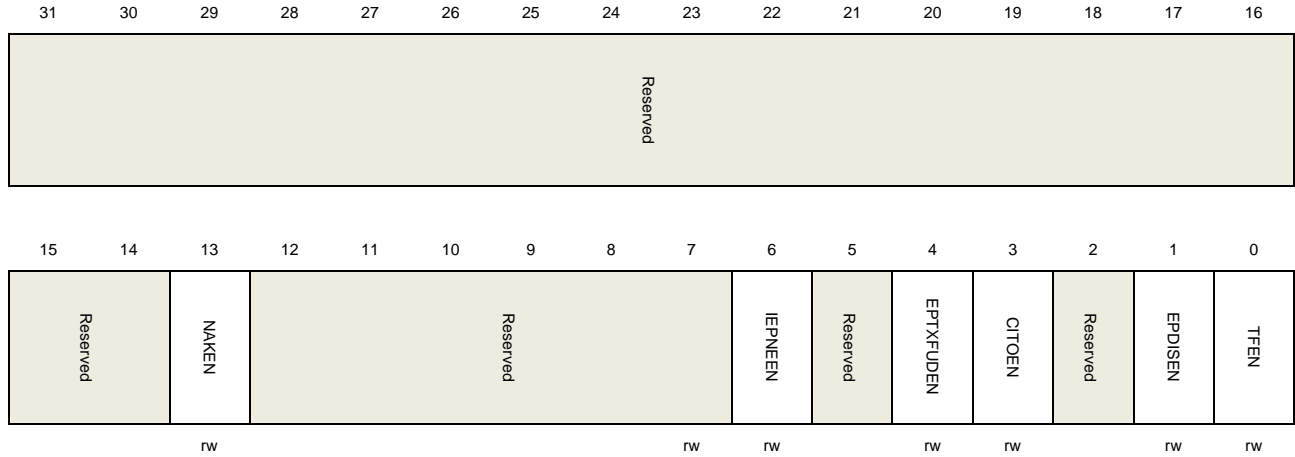 31 30 29 28 27 26 25 24 23 22 21 20 19 18 17 16
Reserved
15 14 13 12 11 10 9 8 7 6 5 4 3 2 1 0
Reserved NAKEN Reserved IEPNEEN Reserved EPTXFUDEN CITOEN Reserved EPDISEN TFEN
rw rw rw rw rw rw rw